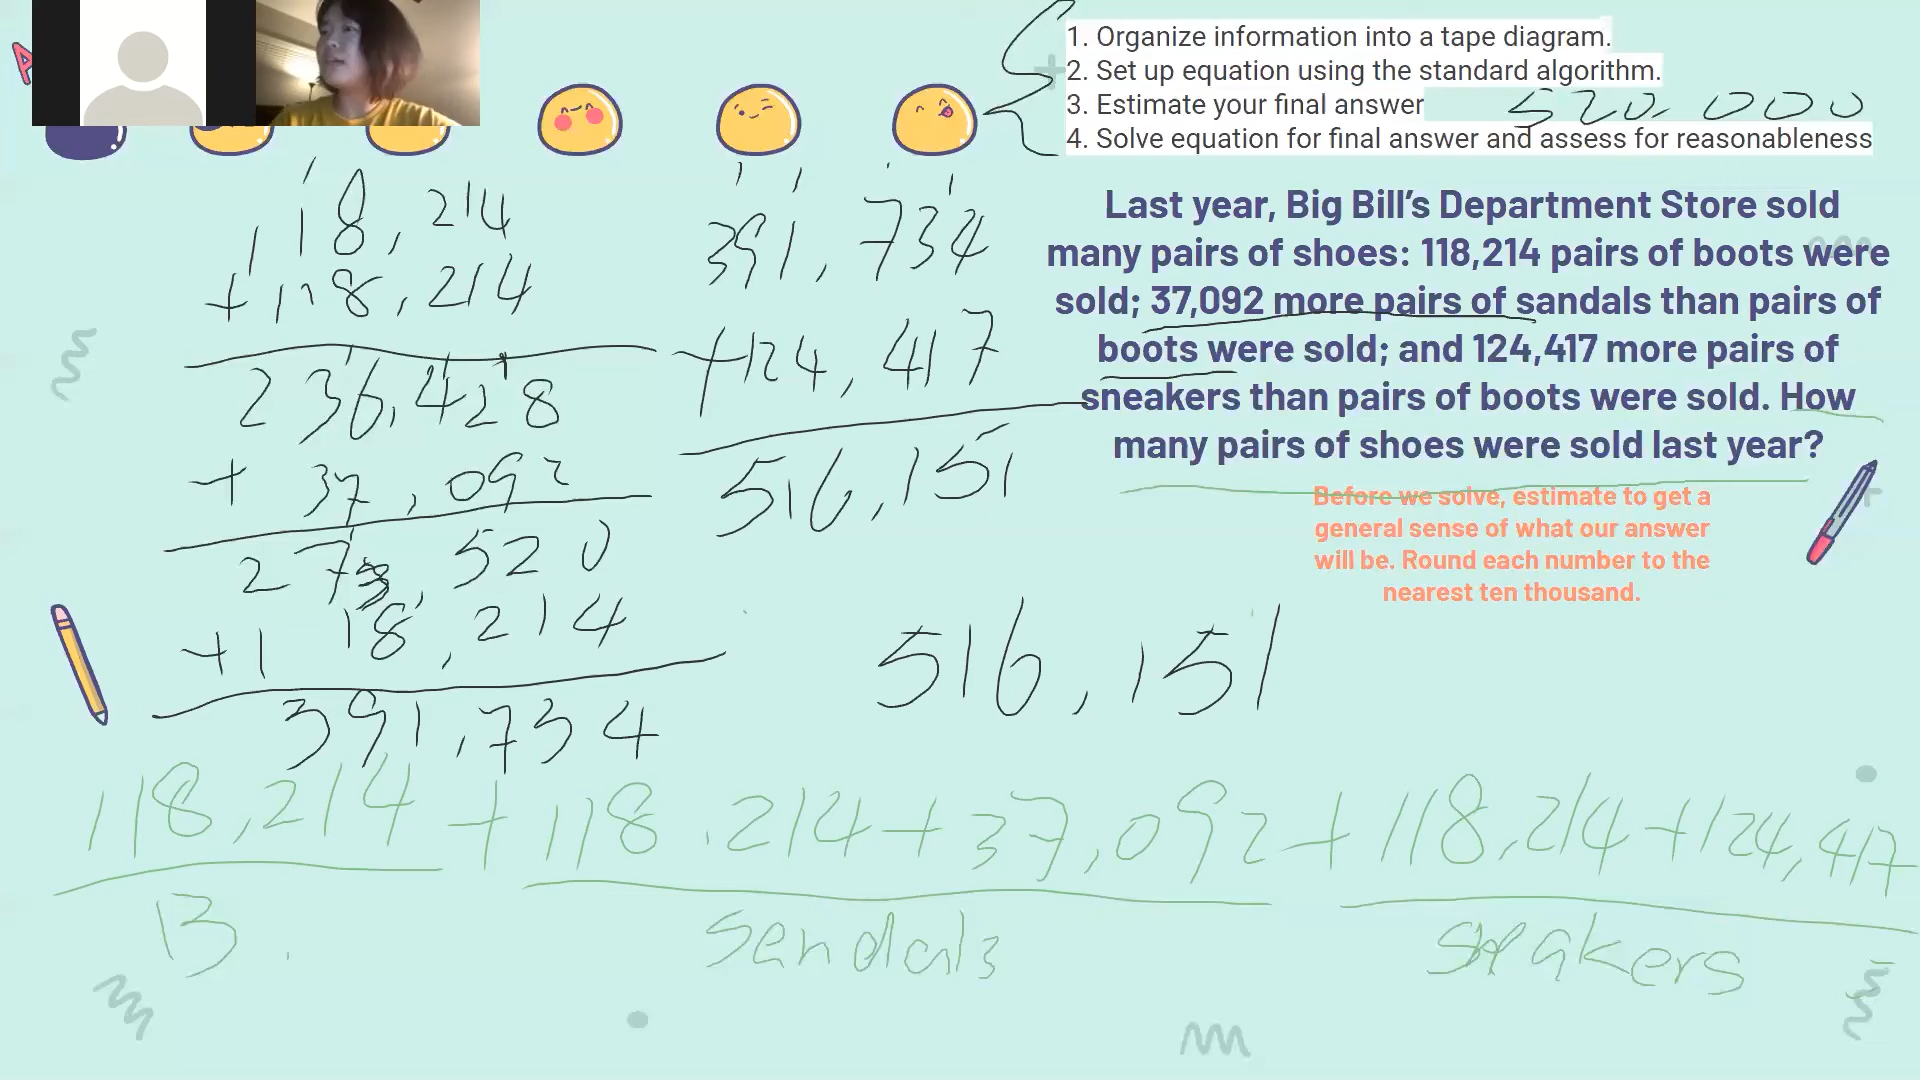 1. Organize information into a tape diagram.
2. Set up equation using the standard algorithm.
3. Estimate your final answer 520,000
4. Solve equation for final answer and assess for reasonableness
Last year, Big Bill's Department Store sold
many pairs of shoes: 118,214 pairs of boots were
sold; 37,092 more pairs of sandals than pairs of
boots were sold; and 124,417 more pairs of
sneakers than pairs of boots were sold. How
many pairs of shoes were sold last year?
Before we solve, estimate to get a
general sense of what our answer
will be. Round each number to the
nearest ten thousand.
118,214
+118,214
236,428
+ 37,092
273,520
+118,214
391,734
391,734
+124,417
516,151
516,151
118,214 + 118.214 + 37,092 + 118,214 + 124,417
B.
Sandals
Sneakers